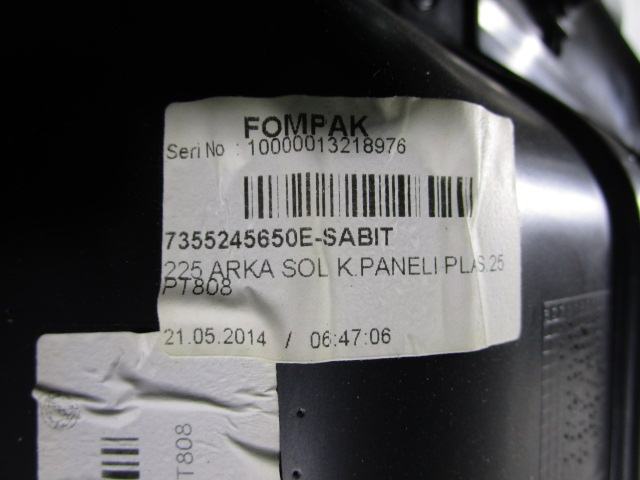 FOMPAK
Seri No : 10000013218976
7355245650E-SABIT
225 ARKA SOL K.PANELI PLAS.25
PT808
21.05.2014 / 06:47:06
PT808